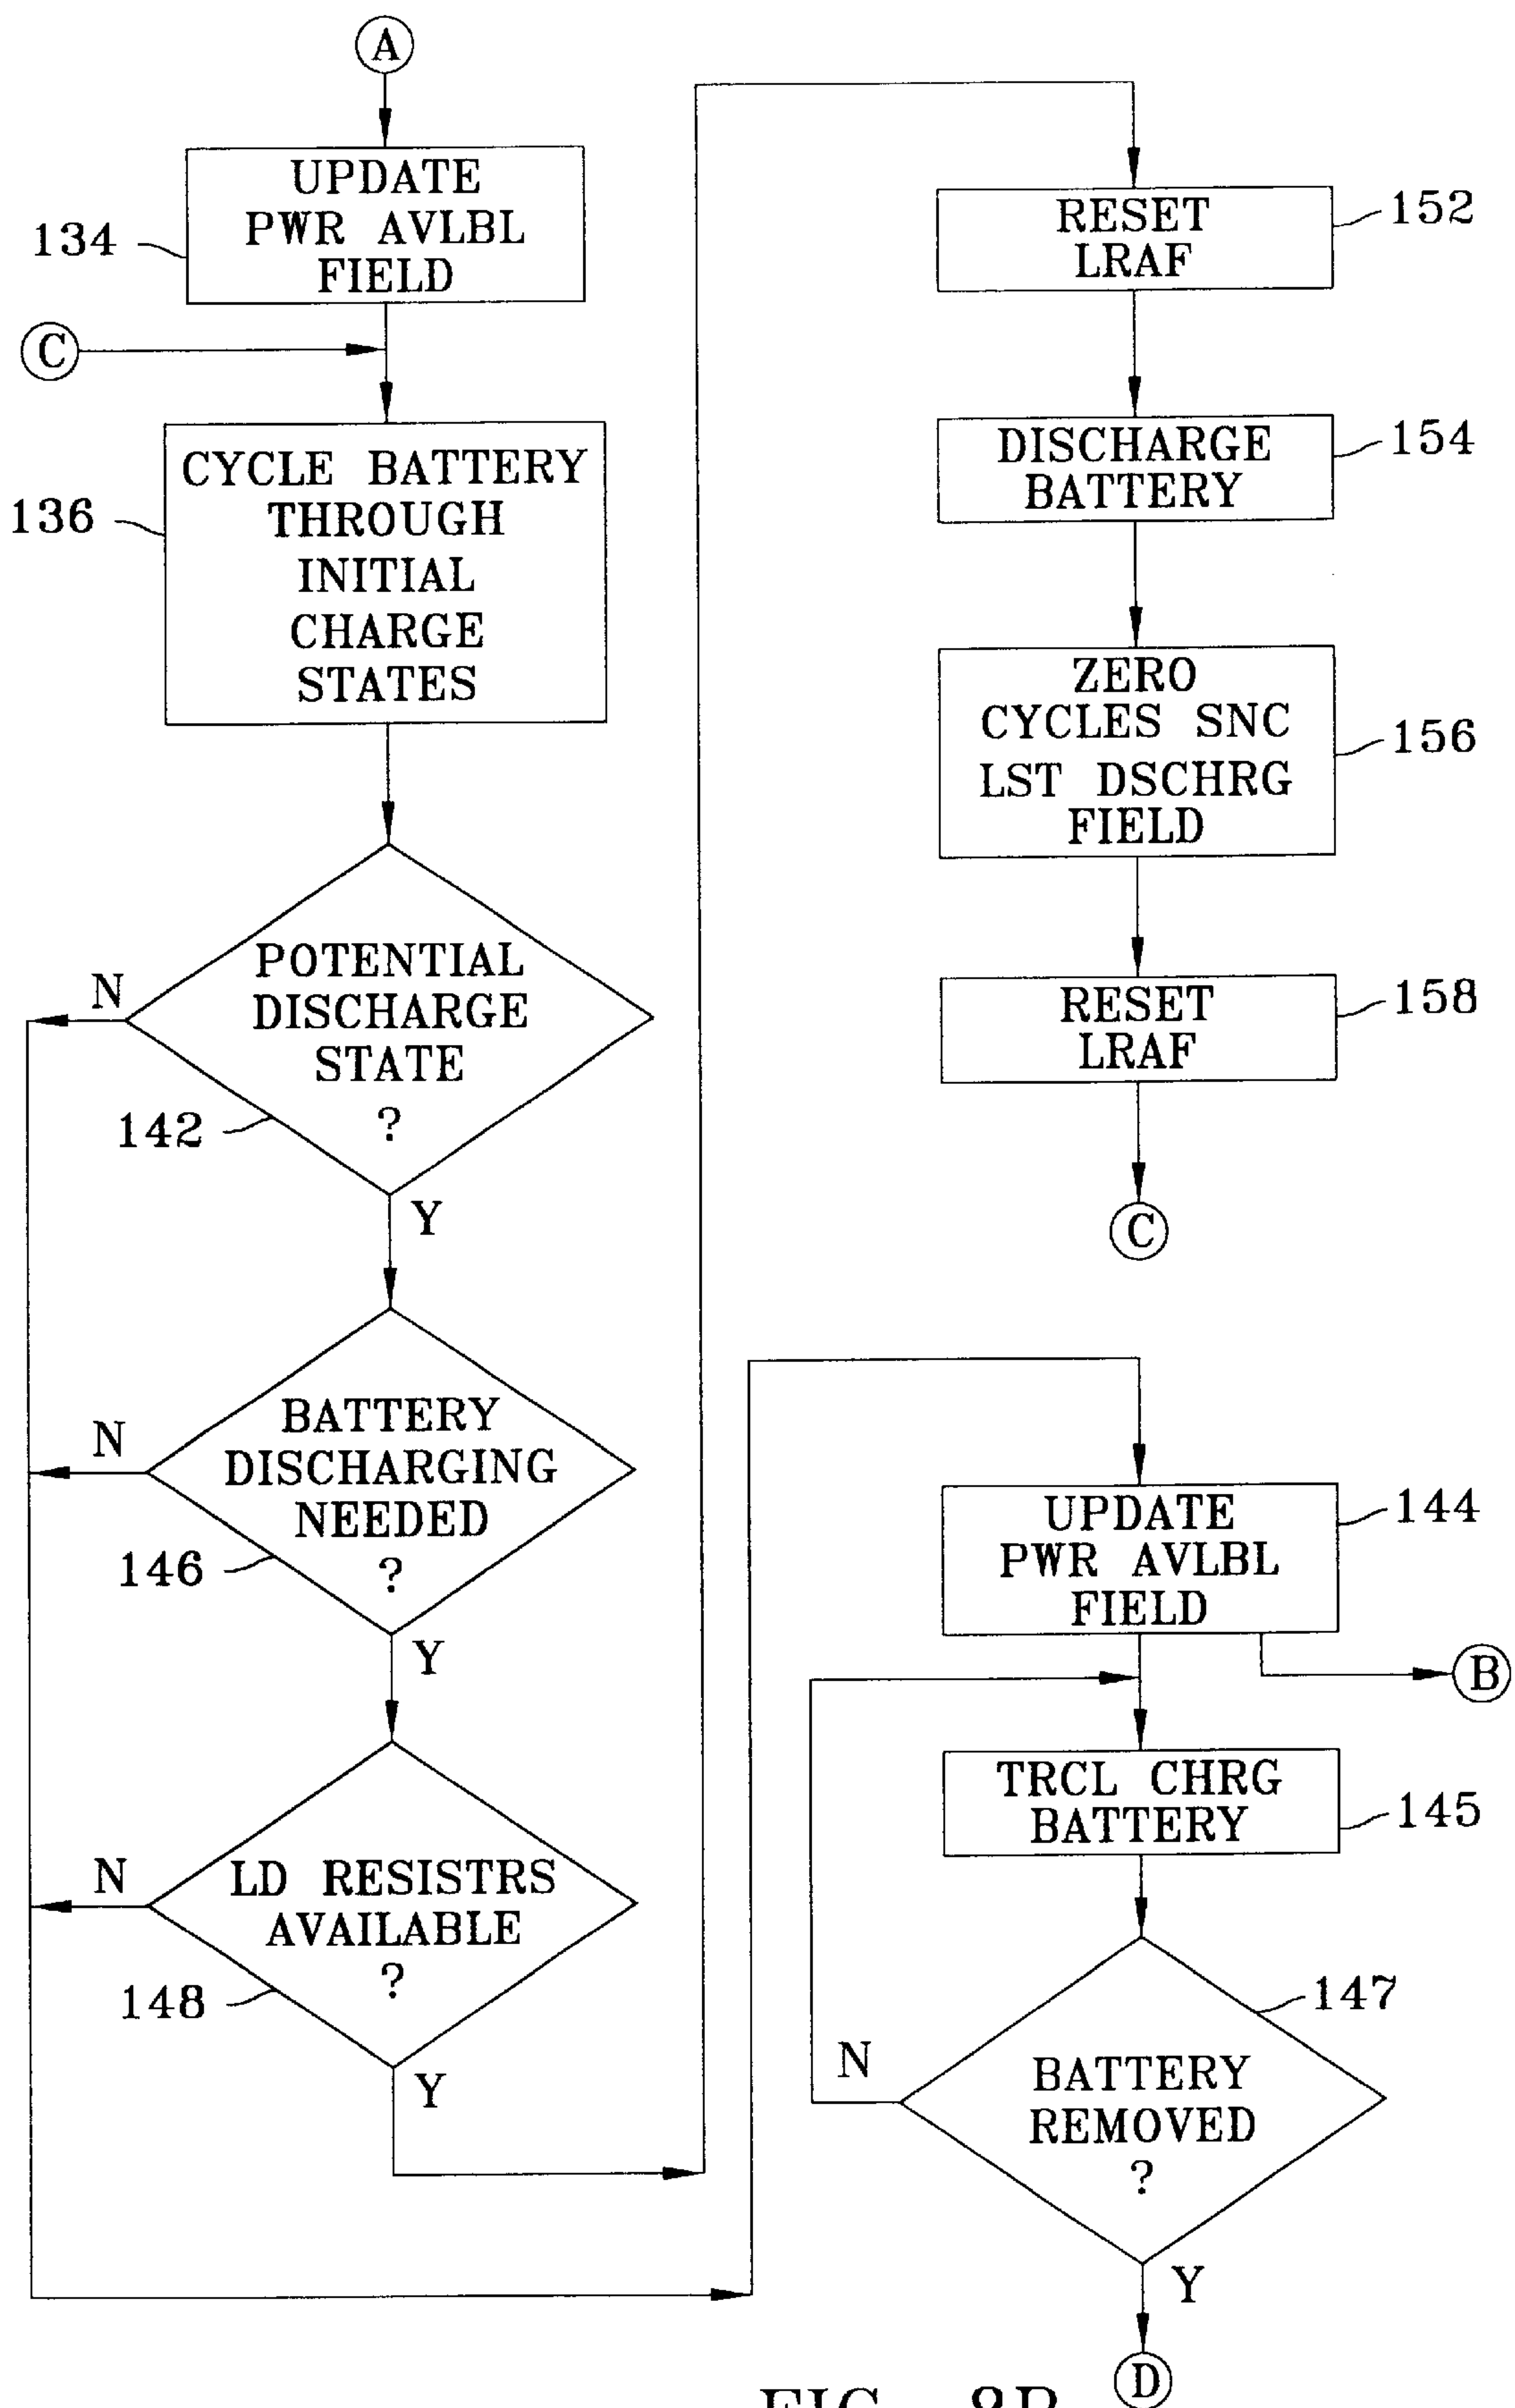 A
UPDATE
PWR AVLBL
FIELD
134
C
CYCLE BATTERY
THROUGH
INITIAL
CHARGE
STATES
136
POTENTIAL
DISCHARGE
STATE
?
N
142
Y
BATTERY
DISCHARGING
NEEDED
?
N
146
Y
LD RESISTRS
AVAILABLE
?
N
148
Y
RESET
LRAF
152
DISCHARGE
BATTERY
154
ZERO
CYCLES SNC
LST DSCHRG
FIELD
156
RESET
LRAF
158
C
UPDATE
PWR AVLBL
FIELD
144
B
TRCL CHRG
BATTERY
145
147
N
BATTERY
REMOVED
?
Y
D
FIG. 8B